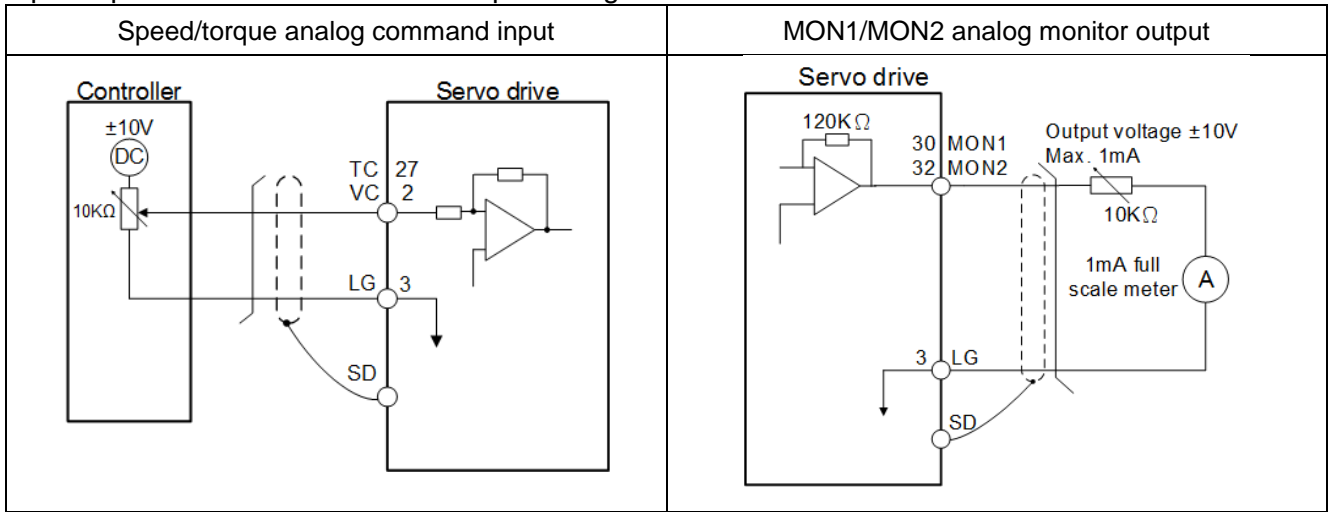 Speed/torque analog command input
MON1/MON2 analog monitor output
Controller
Servo drive
±10V
DC
10KΩ
TC 27
VC 2
LG 3
SD
Servo drive
120KΩ
30 MON1
32 MON2
Output voltage ±10V
Max. 1mA
10KΩ
1mA full
scale meter
A
3 LG
SD